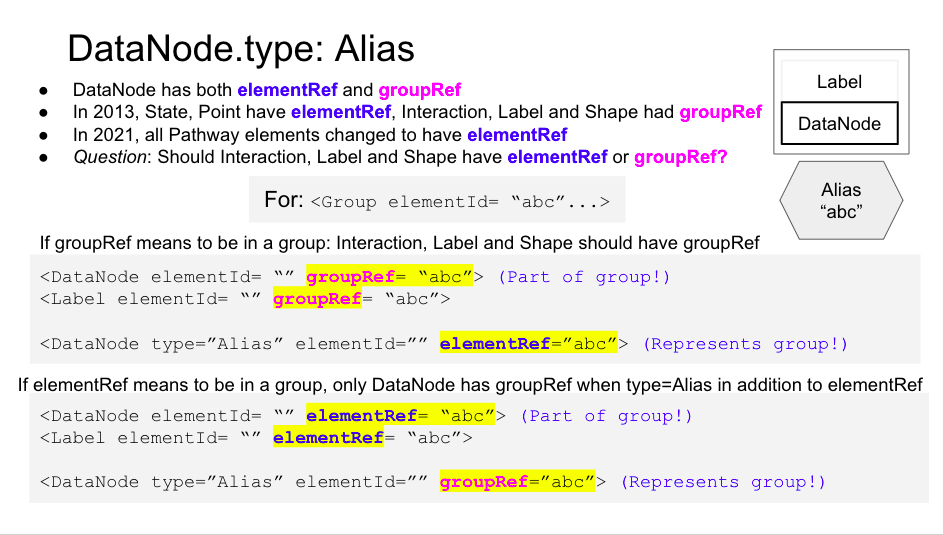 DataNode.type: Alias
● DataNode has both elementRef and groupRef
● In 2013, State, Point have elementRef, Interaction, Label and Shape had groupRef
● In 2021, all Pathway elements changed to have elementRef
● Question: Should Interaction, Label and Shape have elementRef or groupRef?
Label
DataNode
Alias
“abc”
For: <Group elementId= “abc”...>
If groupRef means to be in a group: Interaction, Label and Shape should have groupRef
<DataNode elementId= “” groupRef= “abc”> (Part of group!)
<Label elementId= “” groupRef= “abc”>
<DataNode type=”Alias” elementId=”” elementRef=”abc”> (Represents group!)
If elementRef means to be in a group, only DataNode has groupRef when type=Alias in addition to elementRef
<DataNode elementId= “” elementRef= “abc”> (Part of group!)
<Label elementId= “” elementRef= “abc”>
<DataNode type=”Alias” elementId=”” groupRef=”abc”> (Represents group!)